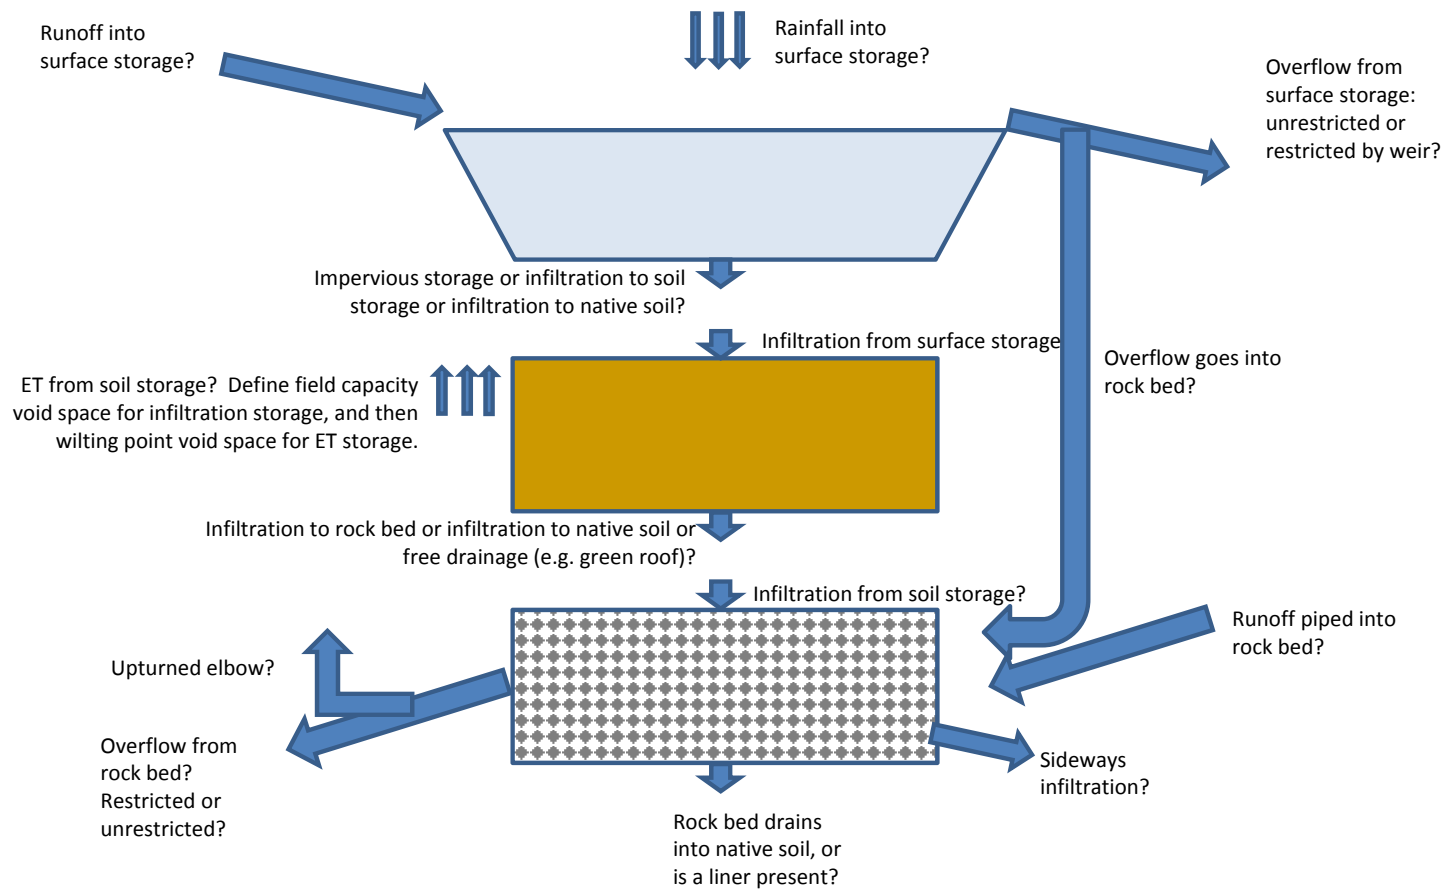 Runoff into
surface storage?
Rainfall into
surface storage?
Overflow from
surface storage:
unrestricted or
restricted by weir?
Impervious storage or infiltration to soil
storage or infiltration to native soil?
Infiltration from surface storage
Overflow goes into
rock bed?
ET from soil storage?  Define field capacity
void space for infiltration storage, and then
wilting point void space for ET storage.
Infiltration to rock bed or infiltration to native soil or
free drainage (e.g. green roof)?
Infiltration from soil storage?
Runoff piped into
rock bed?
Upturned elbow?
Overflow from
rock bed?
Restricted or
unrestricted?
Sideways
infiltration?
Rock bed drains
into native soil, or
is a liner present?